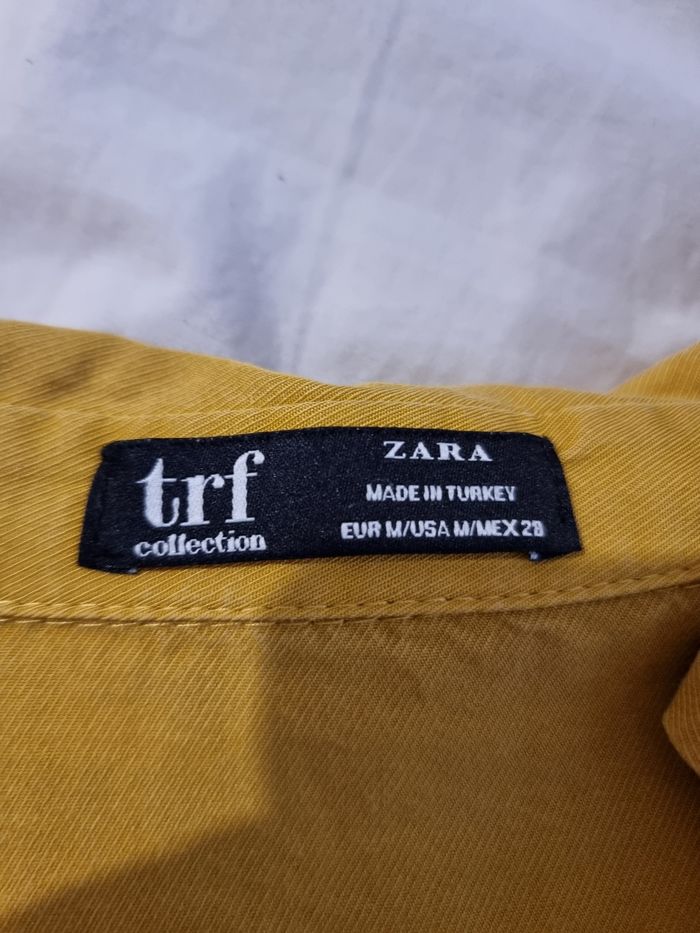 trf
collection
ZARA
MADE IN TURKEY
EUR M/USA M/MEX 28